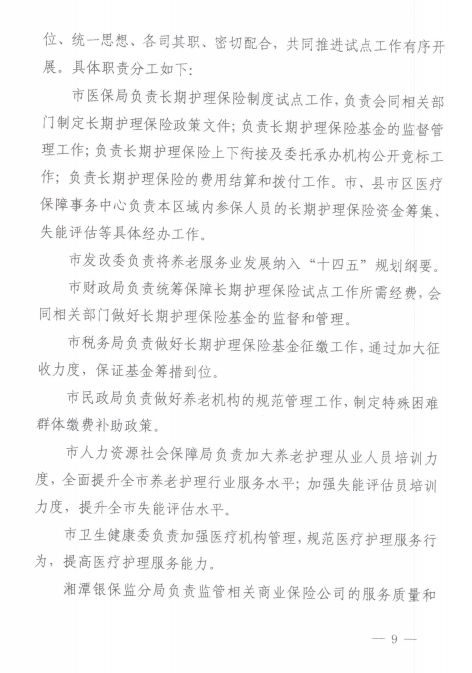 位、统一思想、各司其职、密切配合，共同推进试点工作有序开
展。具体职责分工如下：
市医保局负责长期护理保险制度试点工作，负责会同相关部
门制定长期护理保险政策文件；负责长期护理保险基金的监督管
理工作；负责长期护理保险上下衔接及委托承办机构公开竞标工
作；负责长期护理保险的费用结算和拨付工作。市、县市区医疗
保障事务中心负责本区域内参保人员的长期护理保险资金筹集、
失能评估等具体经办工作。
市发改委负责将养老服务业发展纳入“十四五”规划纲要。
市财政局负责统筹保障长期护理保险试点工作所需经费，会
同相关部门做好长期护理保险基金的监督和管理。
市税务局负责做好长期护理保险基金征缴工作，通过加大征
收力度，保证基金筹措到位。
市民政局负责做好养老机构的规范管理工作，制定特殊困难
群体缴费补助政策。
市人力资源社会保障局负责加大养老护理从业人员培训力
度，全面提升全市养老护理行业服务水平；加强失能评估员培训
力度，提升全市失能评估水平。
市卫生健康委负责加强医疗机构管理，规范医疗护理服务行
为，提高医疗护理服务能力。
湘潭银保监分局负责监管相关商业保险公司的服务质量和
— 9 —